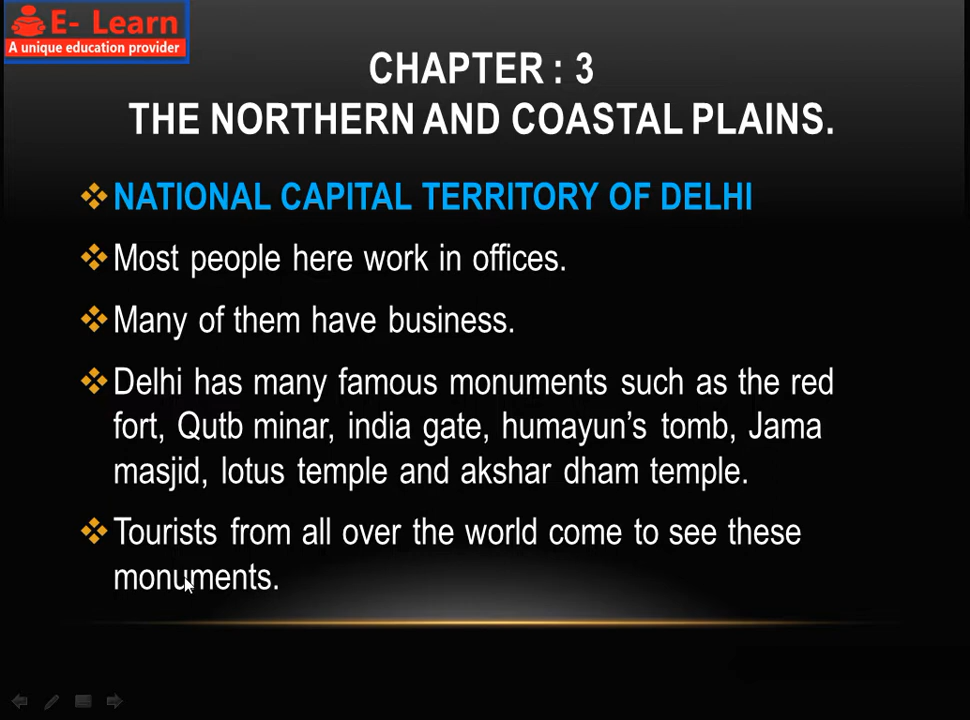 E- Learn
A unique education provider
CHAPTER : 3
THE NORTHERN AND COASTAL PLAINS.
NATIONAL CAPITAL TERRITORY OF DELHI
Most people here work in offices.
Many of them have business.
Delhi has many famous monuments such as the red
fort, Qutb minar, india gate, humayun’s tomb, Jama
masjid, lotus temple and akshar dham temple.
Tourists from all over the world come to see these
monuments.